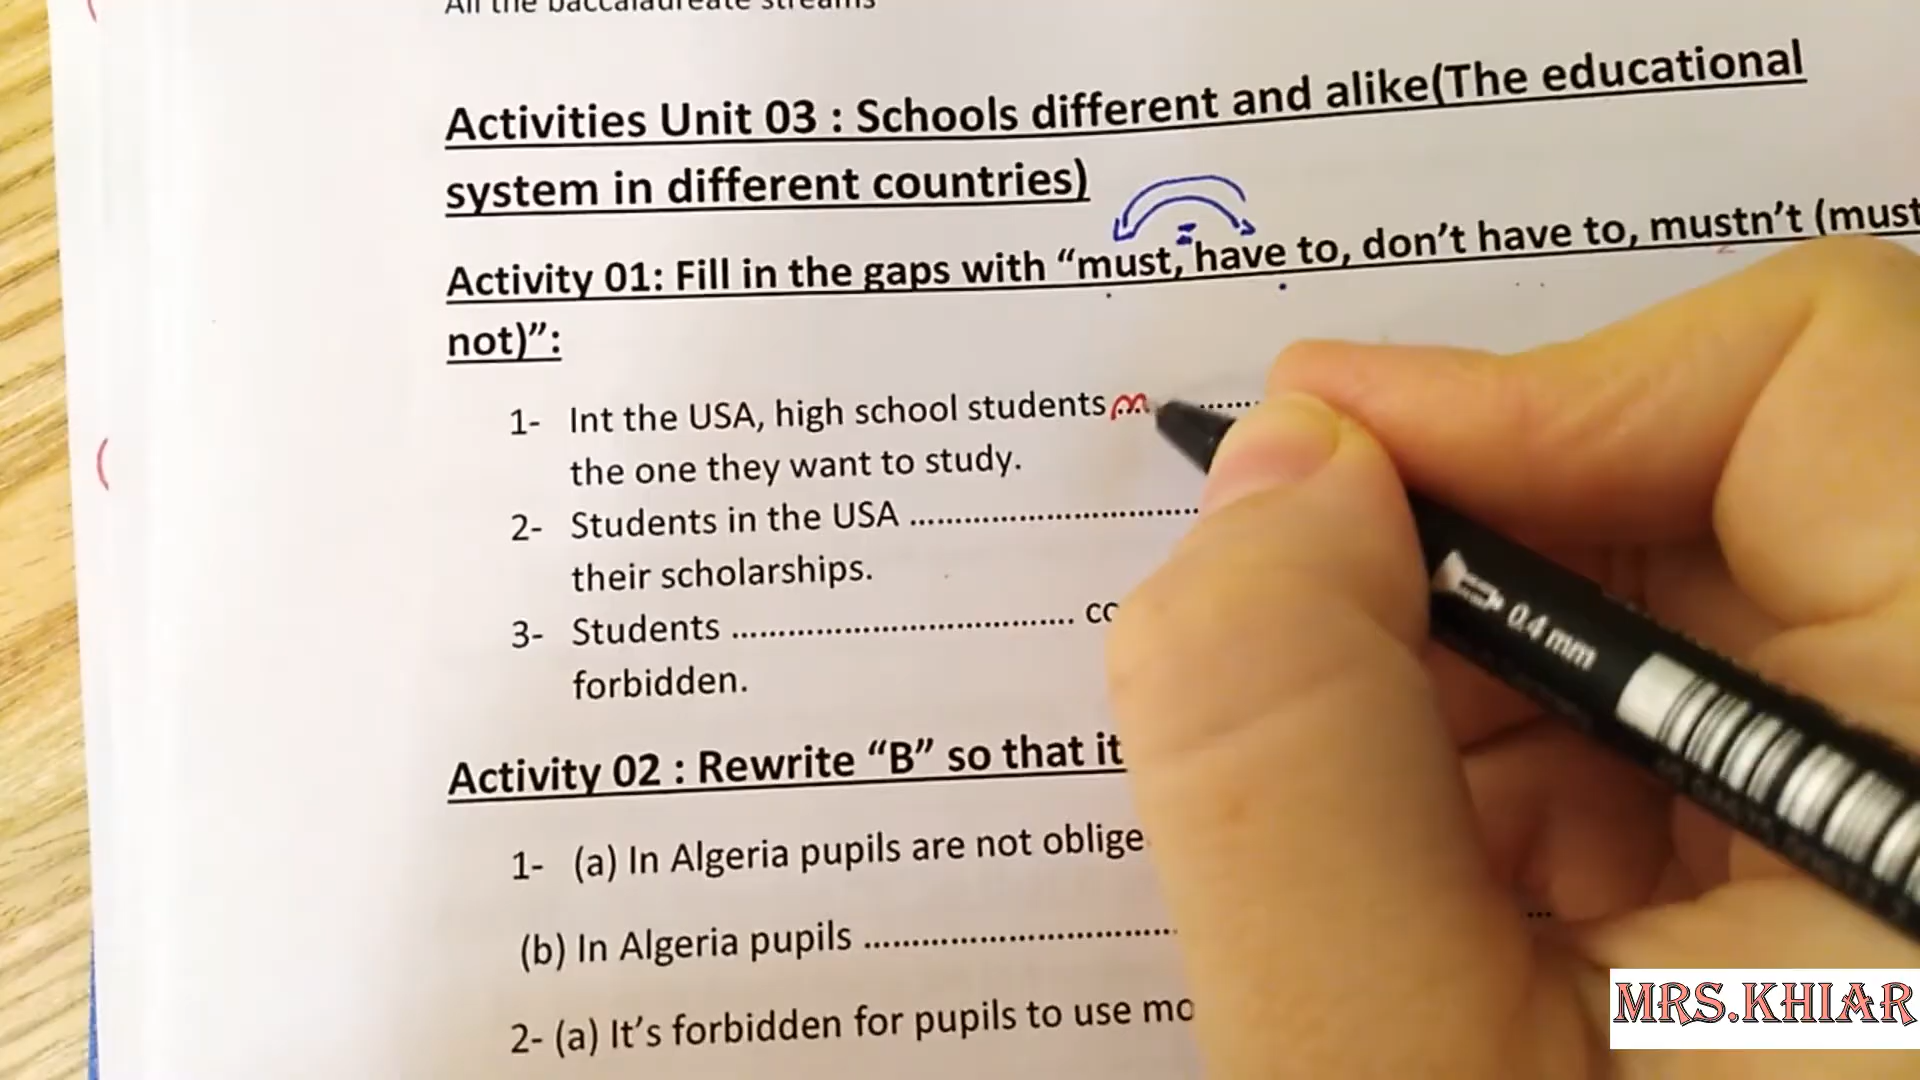 All the baccalaureate streams
Activities Unit 03 : Schools different and alike(The educational
system in different countries)
Activity 01: Fill in the gaps with “must, have to, don’t have to, mustn’t (must
not)”:
1- Int the USA, high school students m..........
the one they want to study.
2- Students in the USA ................................
their scholarships.
3- Students ......................................
forbidden.
Activity 02 : Rewrite “B” so that it
1- (a) In Algeria pupils are not oblige
(b) In Algeria pupils ..................................
2- (a) It’s forbidden for pupils to use
0.4 mm
MRS.KHIAR